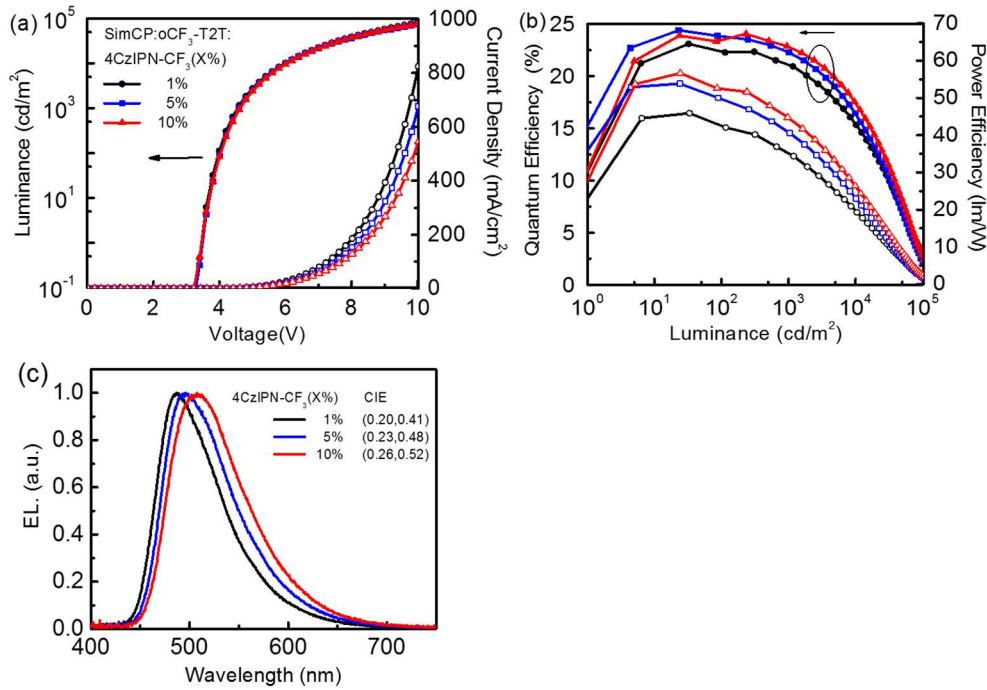 (a)
SimCP:oCF3-T2T:
4CzIPN-CF3(X%)
1%
5%
10%
10^5
10^3
10^1
10^-1
Luminance (cd/m^2)
1000
800
600
400
200
0
Current Density (mA/cm^2)
0 2 4 6 8 10
Voltage(V)
(b)
25
20
15
10
5
0
Quantum Efficiency (%)
70
60
50
40
30
20
10
0
Power Efficiency (lm/W)
10^0 10^1 10^2 10^3 10^4 10^5
Luminance (cd/m^2)
(c)
4CzIPN-CF3(X%) CIE
1% (0.20,0.41)
5% (0.23,0.48)
10% (0.26,0.52)
1.0
0.8
0.6
0.4
0.2
0.0
EL. (a.u.)
400 500 600 700
Wavelength (nm)